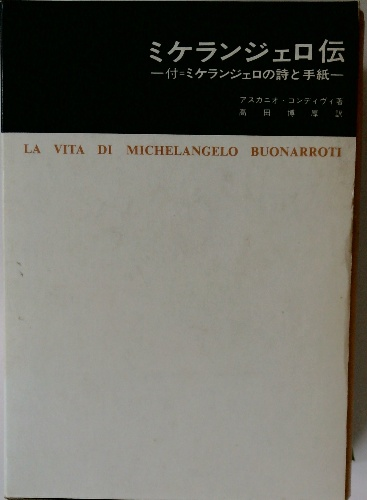 ミケランジェロ伝
―付=ミケランジェロの詩と手紙―
アスカニオ・コンディヴィ著
高田博厚訳
LA VITA DI MICHELANGELO BUONARROTI